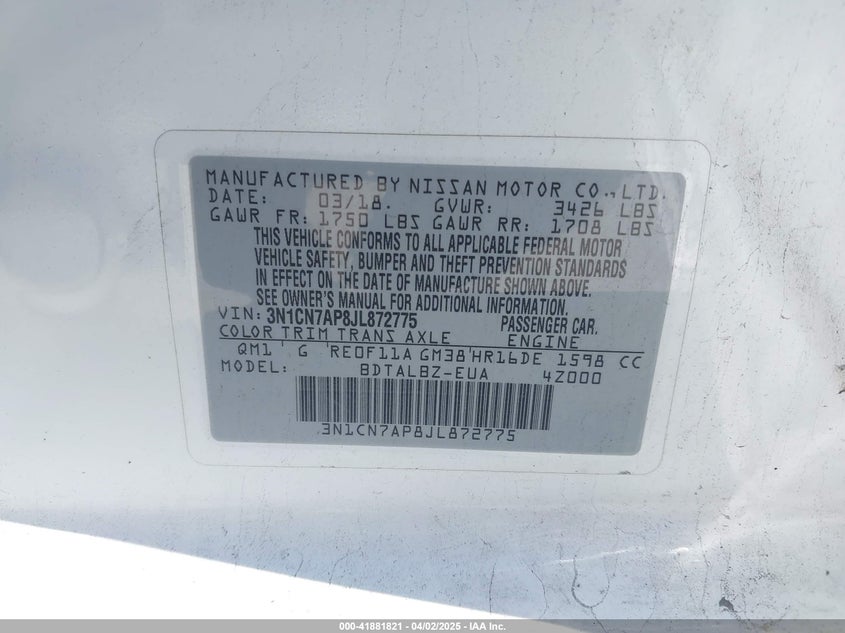 MANUFACTURED BY NISSAN MOTOR CO., LTD.
DATE: 03/18. GVWR: 3426 LBS
GAWR FR: 1750 LBS GAWR RR: 1708 LBS
THIS VEHICLE CONFORMS TO ALL APPLICABLE FEDERAL MOTOR
VEHICLE SAFETY, BUMPER AND THEFT PREVENTION STANDARDS
IN EFFECT ON THE DATE OF MANUFACTURE SHOWN ABOVE.
SEE OWNER'S MANUAL FOR ADDITIONAL INFORMATION.
VIN: 3N1CN7AP8JL872775 PASSENGER CAR.
COLOR TRIM TRANS AXLE ENGINE
QM1 G RE0F11A GM38 HR16DE 1598 CC
MODEL: BDTALBZ-EUA 4Z000
3N1CN7AP8JL872775
000-41881821 - 04/02/2025 - IAA Inc.